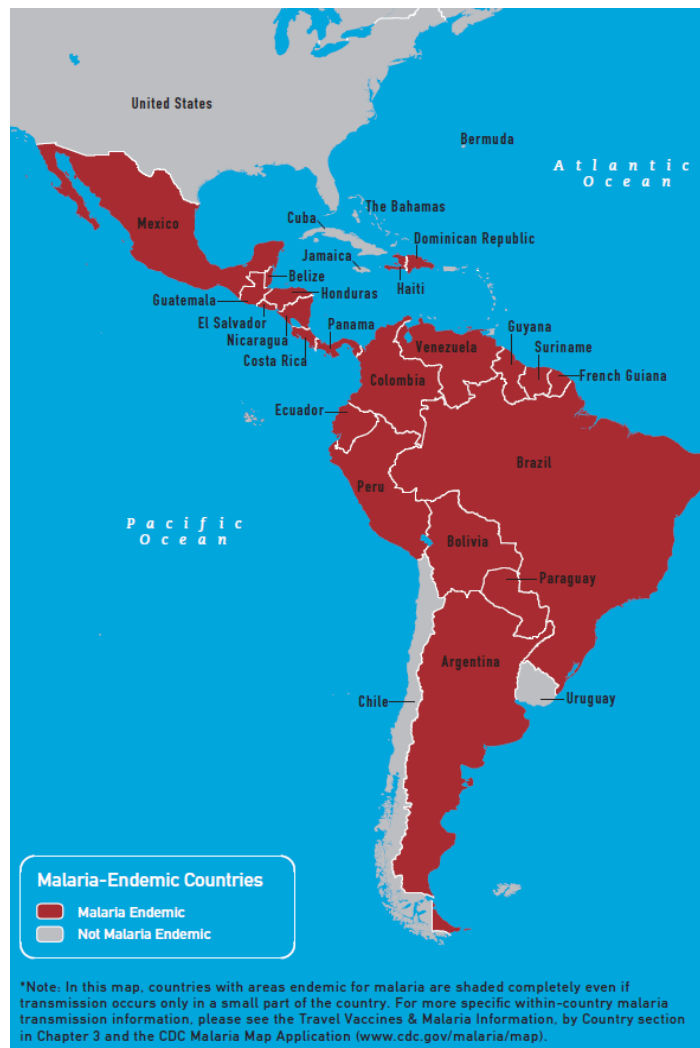 United States
Bermuda
Atlantic
Ocean
The Bahamas
Cuba
Mexico
Dominican Republic
Jamaica
Belize
Haiti
Honduras
Guatemala
El Salvador
Panama
Nicaragua
Costa Rica
Guyana
Venezuela
Suriname
French Guiana
Colombia
Ecuador
Brazil
Peru
Pacific
Ocean
Bolivia
Paraguay
Argentina
Chile
Uruguay
Malaria-Endemic Countries
Malaria Endemic
Not Malaria Endemic
*Note: In this map, countries with areas endemic for malaria are shaded completely even if
transmission occurs only in a small part of the country. For more specific within-country malaria
transmission information, please see the Travel Vaccines & Malaria Information, by Country section
in Chapter 3 and the CDC Malaria Map Application (www.cdc.gov/malaria/map).